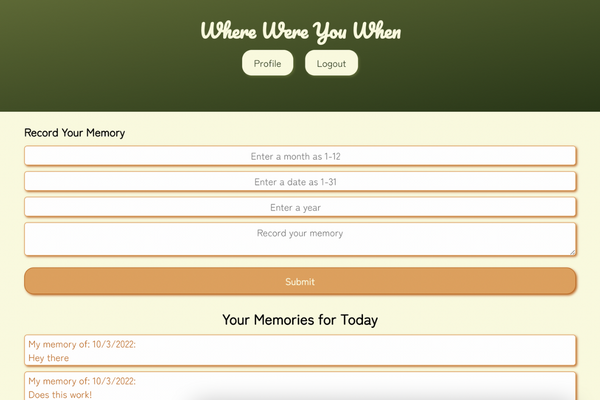 Where Were You When
Profile Logout
Record Your Memory
Enter a month as 1-12
Enter a date as 1-31
Enter a year
Record your memory
Submit
Your Memories for Today
My memory of: 10/3/2022:
Hey there
My memory of: 10/3/2022:
Does this work!